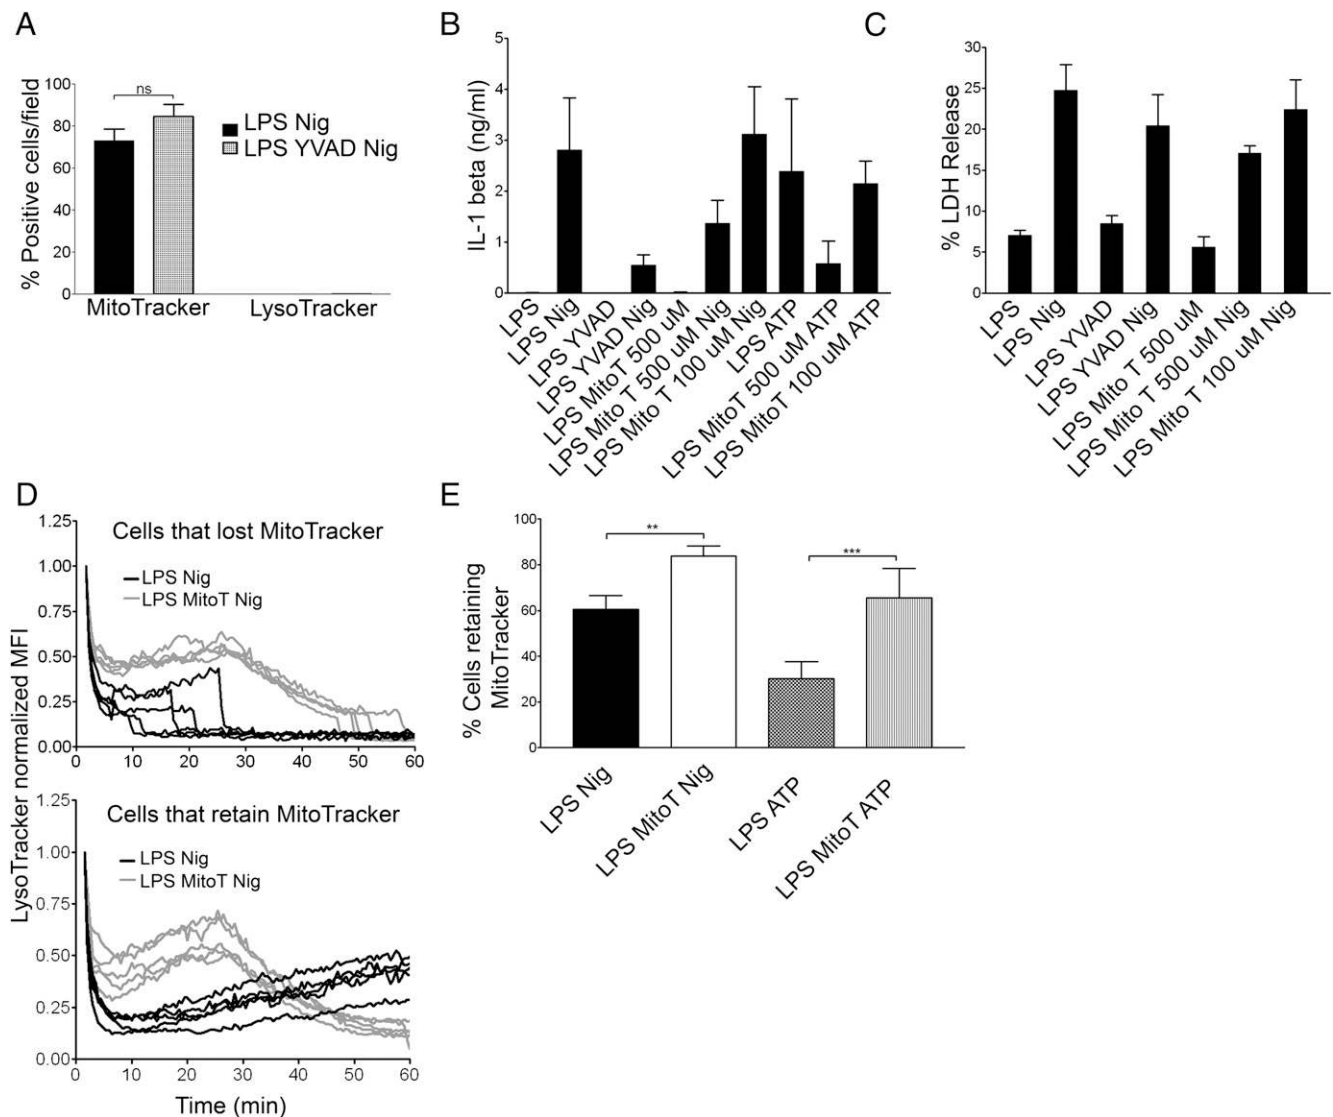 A
100
80
60
40
20
0
% Positive cells/field
ns
LPS Nig
LPS YVAD Nig
MitoTracker
LysoTracker
B
5
4
3
2
1
0
IL-1 beta (ng/ml)
LPS
LPS Nig
LPS YVAD
LPS YVAD Nig
LPS MitoT 500 uM
LPS Mito T 500 uM Nig
LPS Mito T 100 uM Nig
LPS ATP
LPS MitoT 500 uM ATP
LPS MitoT 100 uM ATP
C
30
25
20
15
10
5
0
% LDH Release
LPS
LPS Nig
LPS YVAD
LPS YVAD Nig
LPS Mito T 500 uM
LPS Mito T 500 uM Nig
LPS Mito T 100 uM Nig
D
LysoTracker normalized MFI
1.25
1.00
0.75
0.50
0.25
0.00
Cells that lost MitoTracker
LPS Nig
LPS MitoT Nig
0 10 20 30 40 50 60
1.25
1.00
0.75
0.50
0.25
0.00
Cells that retain MitoTracker
LPS Nig
LPS MitoT Nig
0 10 20 30 40 50 60
Time (min)
E
100
80
60
40
20
0
% Cells retaining
MitoTracker
**
***
LPS Nig
LPS MitoT Nig
LPS ATP
LPS MitoT ATP